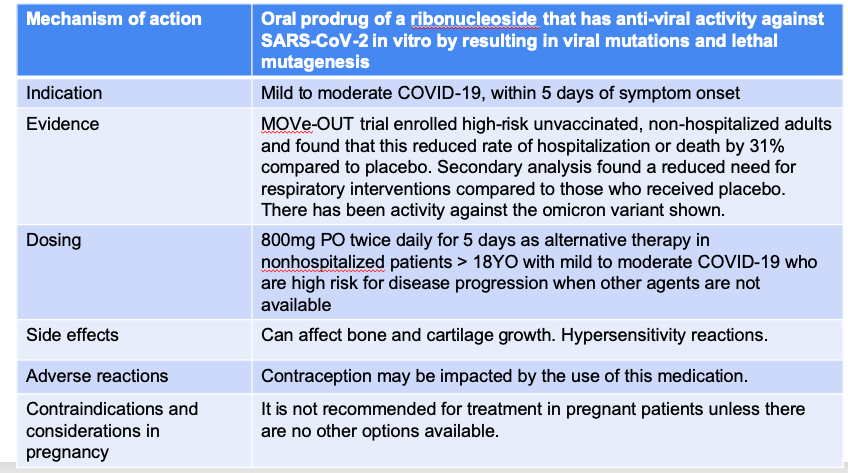 Mechanism of action
Oral prodrug of a ribonucleoside that has anti-viral activity against
SARS-CoV-2 in vitro by resulting in viral mutations and lethal
mutagenesis
Indication
Mild to moderate COVID-19, within 5 days of symptom onset
Evidence
MOVe-OUT trial enrolled high-risk unvaccinated, non-hospitalized adults
and found that this reduced rate of hospitalization or death by 31%
compared to placebo. Secondary analysis found a reduced need for
respiratory interventions compared to those who received placebo.
There has been activity against the omicron variant shown.
Dosing
800mg PO twice daily for 5 days as alternative therapy in
nonhospitalized patients > 18YO with mild to moderate COVID-19 who
are high risk for disease progression when other agents are not
available
Side effects
Can affect bone and cartilage growth. Hypersensitivity reactions.
Adverse reactions
Contraception may be impacted by the use of this medication.
Contraindications and
considerations in
pregnancy
It is not recommended for treatment in pregnant patients unless there
are no other options available.